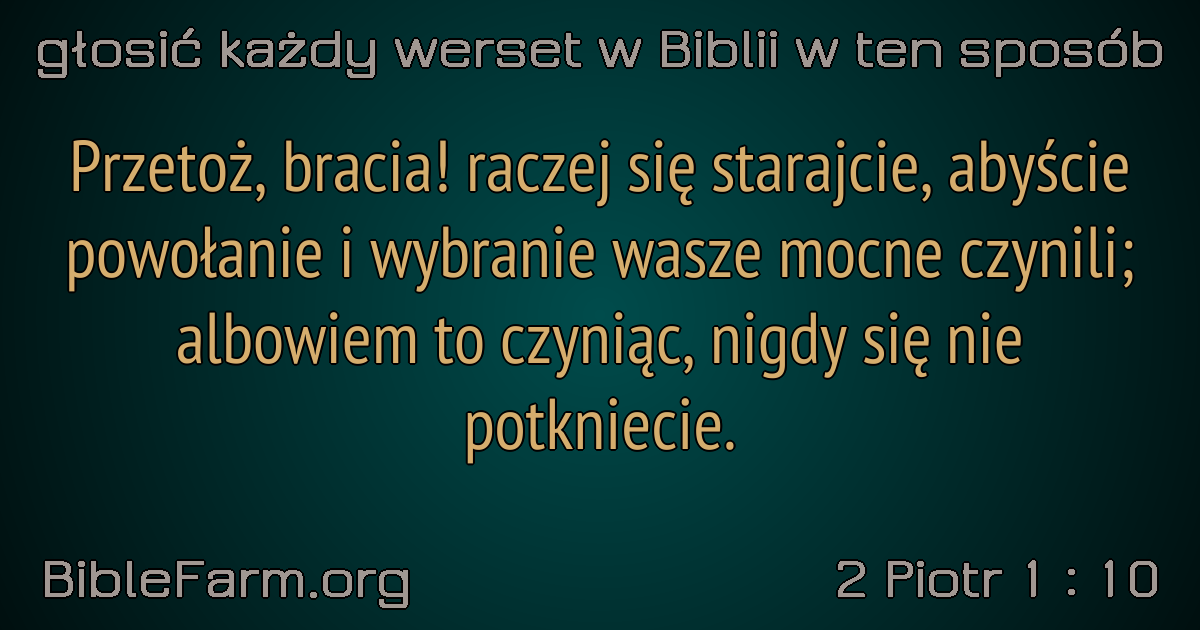 głosić każdy werset w Biblii w ten sposób
Przetoż, bracia! raczej się starajcie, abyście
powołanie i wybranie wasze mocne czynili;
albowiem to czyniąc, nigdy się nie
potkniecie.
BibleFarm.org
2 Piotr 1 : 10